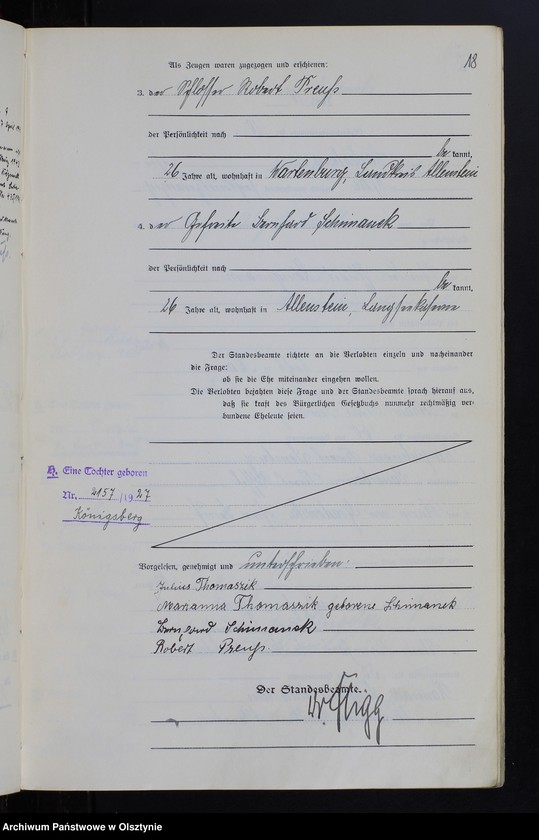 18
Als Zeugen waren zugezogen und erschienen:
3. der Schlosser Robert Preuß
der Persönlichkeit nach
be kannt,
26 Jahre alt, wohnhaft in Wartenburg, Landkreis Allenstein
4. der Gefreite Bernhard Schimanek
der Persönlichkeit nach
be kannt,
26 Jahre alt, wohnhaft in Allenstein,
Der Standesbeamte richtete an die Verlobten einzeln und nacheinander
die Frage:
ob sie die Ehe miteinander eingehen wollen.
Die Verlobten bejahten diese Frage und der Standesbeamte sprach hierauf aus,
daß sie kraft des Bürgerlichen Gesetzbuchs nunmehr rechtmäßig ver-
bundene Eheleute seien.
H. Eine Tochter geboren
Nr. 2157/1927
Königsberg
Vorgelesen, genehmigt und unterschrieben:
Julius Thomaszik
Marianna Thomaszik geborene Schimanek
Bernhard Schimanek
Robert Preuß.
Der Standesbeamte.
Archiwum Państwowe w Olsztynie